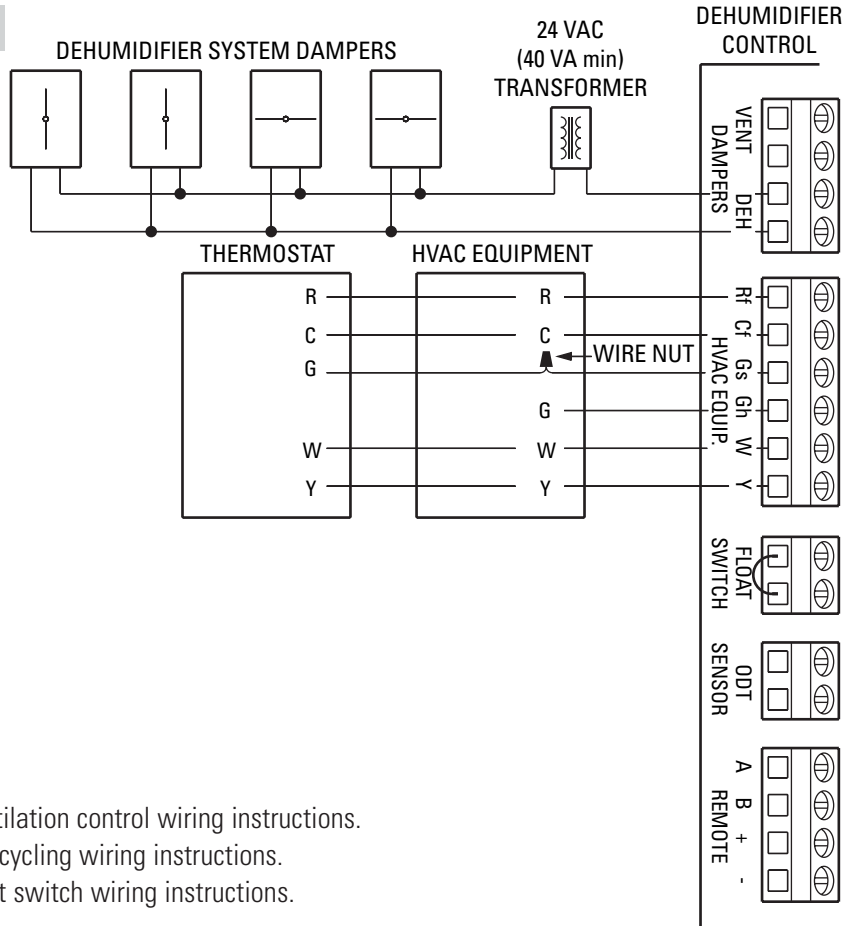 DEHUMIDIFIER SYSTEM DAMPERS
24 VAC
(40 VA min)
TRANSFORMER
DEHUMIDIFIER
CONTROL
VENT
DEH
DAMPERS
THERMOSTAT
HVAC EQUIPMENT
R
C
G
W
Y
R
C
WIRE NUT
G
W
Y
Rf
Cf
Gs
Gh
W
Y
HVAC EQUIP.
FLOAT
SWITCH
ODT
SENSOR
A
B
+
-
REMOTE
tilation control wiring instructions.
cycling wiring instructions.
t switch wiring instructions.